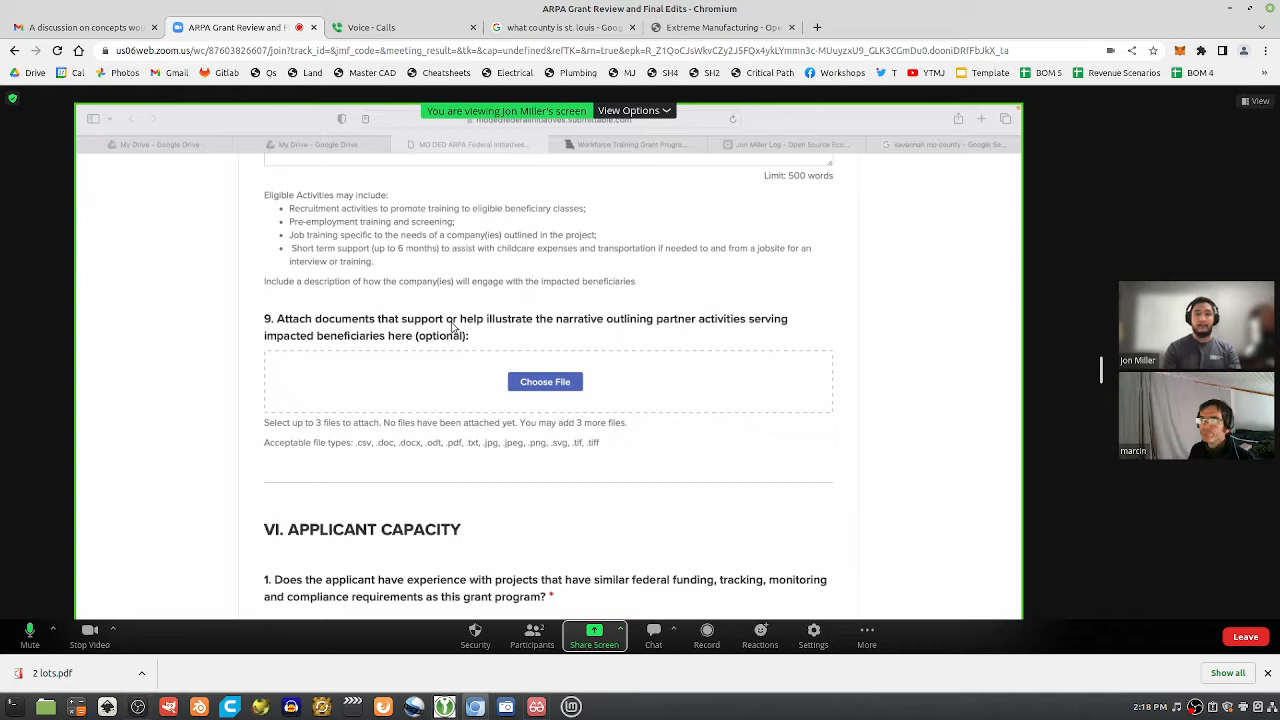 ARPA Grant Review and Final Edits - Chromium
A discussion on concepts wou
ARPA Grant Review and F
Voice - Calls
what county is st. louis - Goog
Extreme Manufacturing - Ope
Drive
Cal
Photos
Gmail
Gitlab
Qs
Land
Master CAD
Cheatsheets
Electrical
Plumbing
MJ
SH4
SH2
Critical Path
Workshops
T
YTMJ
Template
BOM 5
Revenue Scenarios
BOM 4
You are viewing Jon Miller's screen
View Options
View
modedfederalinitiatives.submittable.com
My Drive - Google Drive
My Drive - Google Drive
MO DED ARPA Federal Initiatives...
Workforce Training Grant Progra...
Jon Miller Log - Open Source Eco...
savannah mo county - Google Se...
Limit: 500 words
Eligible Activities may include:
Recruitment activities to promote training to eligible beneficiary classes;
Pre-employment training and screening;
Job training specific to the needs of a company(ies) outlined in the project;
Short term support (up to 6 months) to assist with childcare expenses and transportation if needed to and from a jobsite for an
interview or training.
Include a description of how the company(ies) will engage with the impacted beneficiaries
9. Attach documents that support or help illustrate the narrative outlining partner activities serving
impacted beneficiaries here (optional):
Choose File
Select up to 3 files to attach. No files have been attached yet. You may add 3 more files.
Acceptable file types: .csv, .doc, .docx, .odt, .pdf, .txt, .jpg, .jpeg, .png, .svg, .tif, .tiff
VI. APPLICANT CAPACITY
1. Does the applicant have experience with projects that have similar federal funding, tracking, monitoring
and compliance requirements as this grant program? *
Jon Miller
marcin
Mute
Stop Video
Security
Participants
2
Share Screen
Chat
Record
Reactions
Settings
More
Leave
2 lots.pdf
Show all
2:18 PM